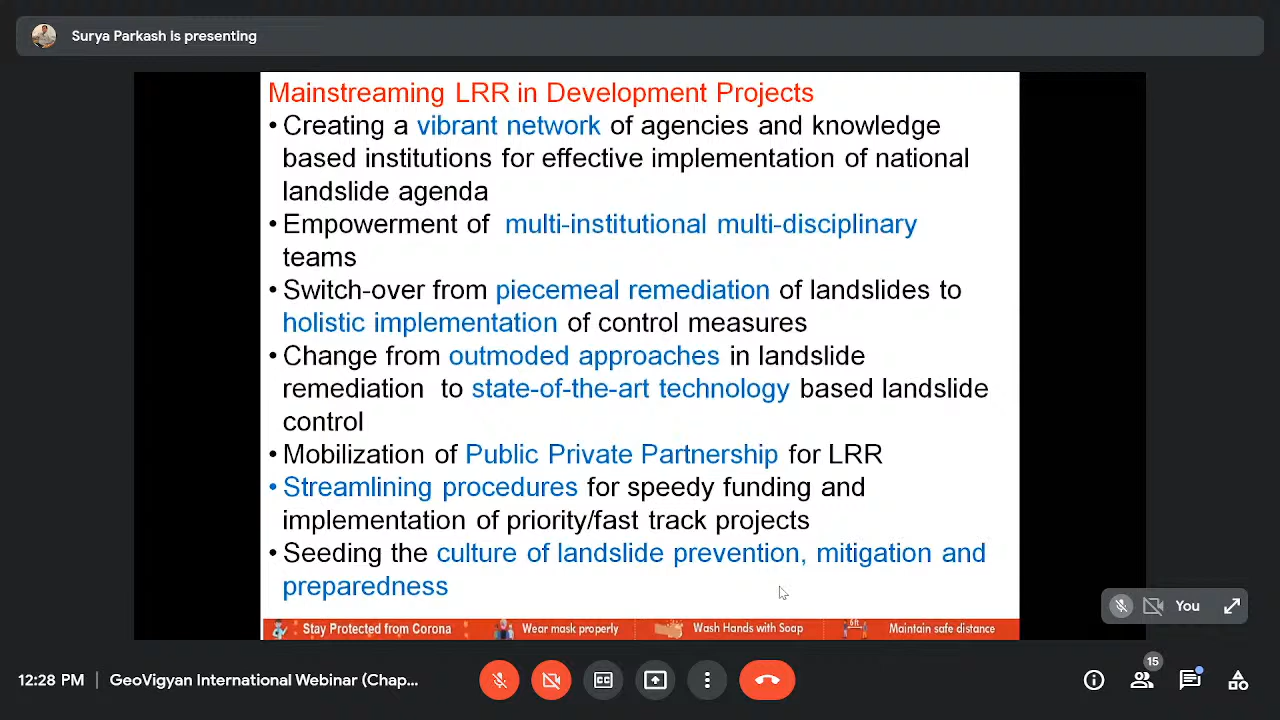 Surya Parkash is presenting
Mainstreaming LRR in Development Projects
• Creating a vibrant network of agencies and knowledge
based institutions for effective implementation of national
landslide agenda
• Empowerment of multi-institutional multi-disciplinary
teams
• Switch-over from piecemeal remediation of landslides to
holistic implementation of control measures
• Change from outmoded approaches in landslide
remediation to state-of-the-art technology based landslide
control
• Mobilization of Public Private Partnership for LRR
• Streamlining procedures for speedy funding and
implementation of priority/fast track projects
• Seeding the culture of landslide prevention, mitigation and
preparedness
You
Stay Protected from Corona Wear mask properly Wash Hands with Soap 6ft Maintain safe distance
15
12:28 PM | GeoVigyan International Webinar (Chap...